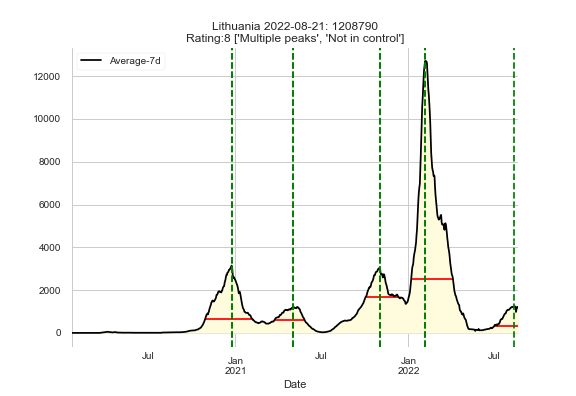 Lithuania 2022-08-21: 1208790
Rating:8 ['Multiple peaks', 'Not in control']
Average-7d
12000
10000
8000
6000
4000
2000
0
Jul
Jan
2021
Jul
Jan
2022
Jul
Date